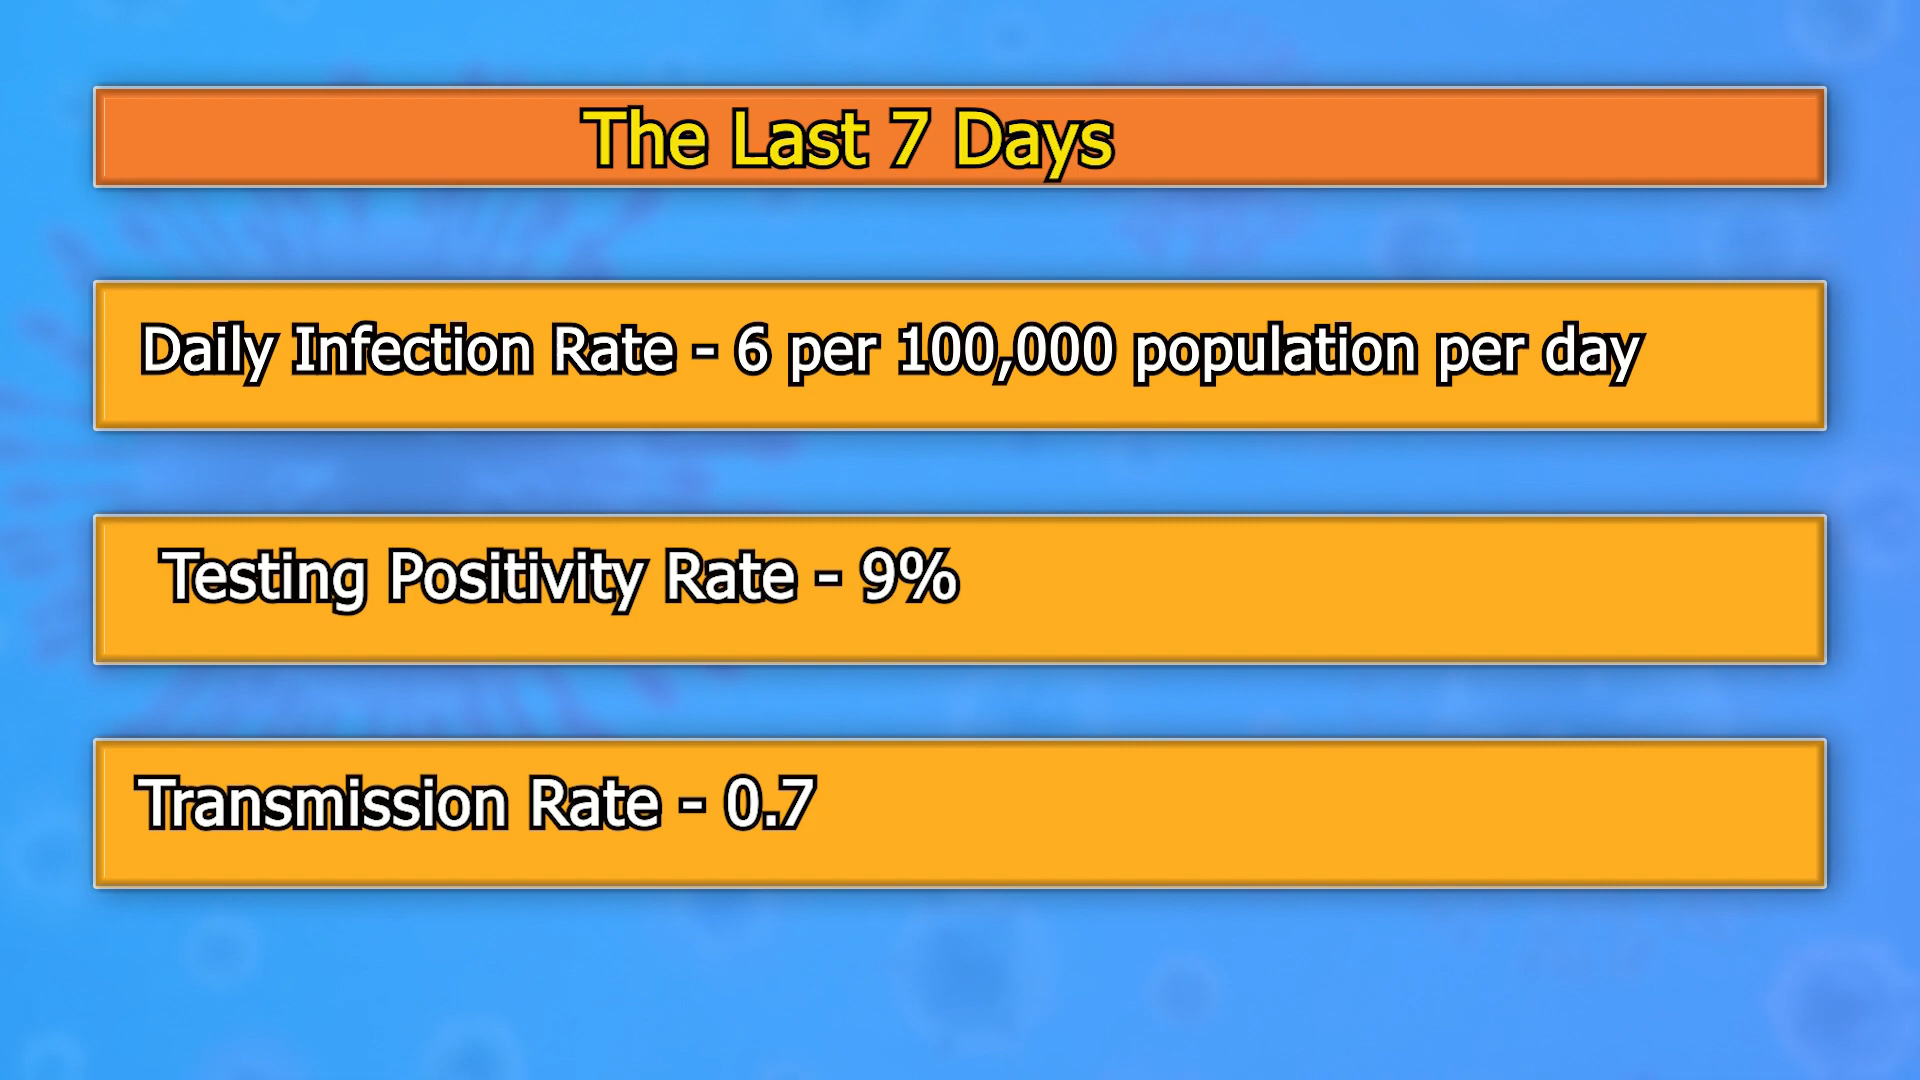 The Last 7 Days
Daily Infection Rate - 6 per 100,000 population per day
Testing Positivity Rate - 9%
Transmission Rate - 0.7